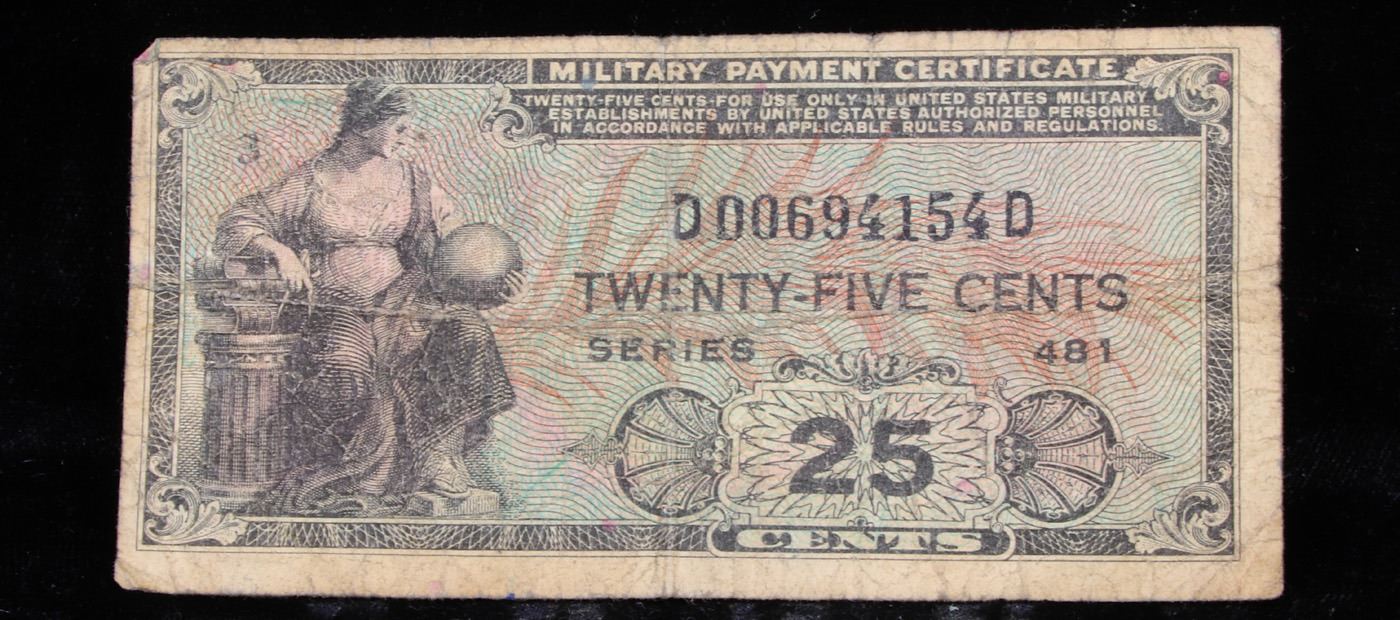 MILITARY PAYMENT CERTIFICATE
TWENTY-FIVE CENTS-FOR USE ONLY IN UNITED STATES MILITARY
ESTABLISHMENTS BY UNITED STATES AUTHORIZED PERSONNEL
IN ACCORDANCE WITH APPLICABLE RULES AND REGULATIONS.
3
D00694154D
TWENTY-FIVE CENTS
SERIES 481
25
CENTS